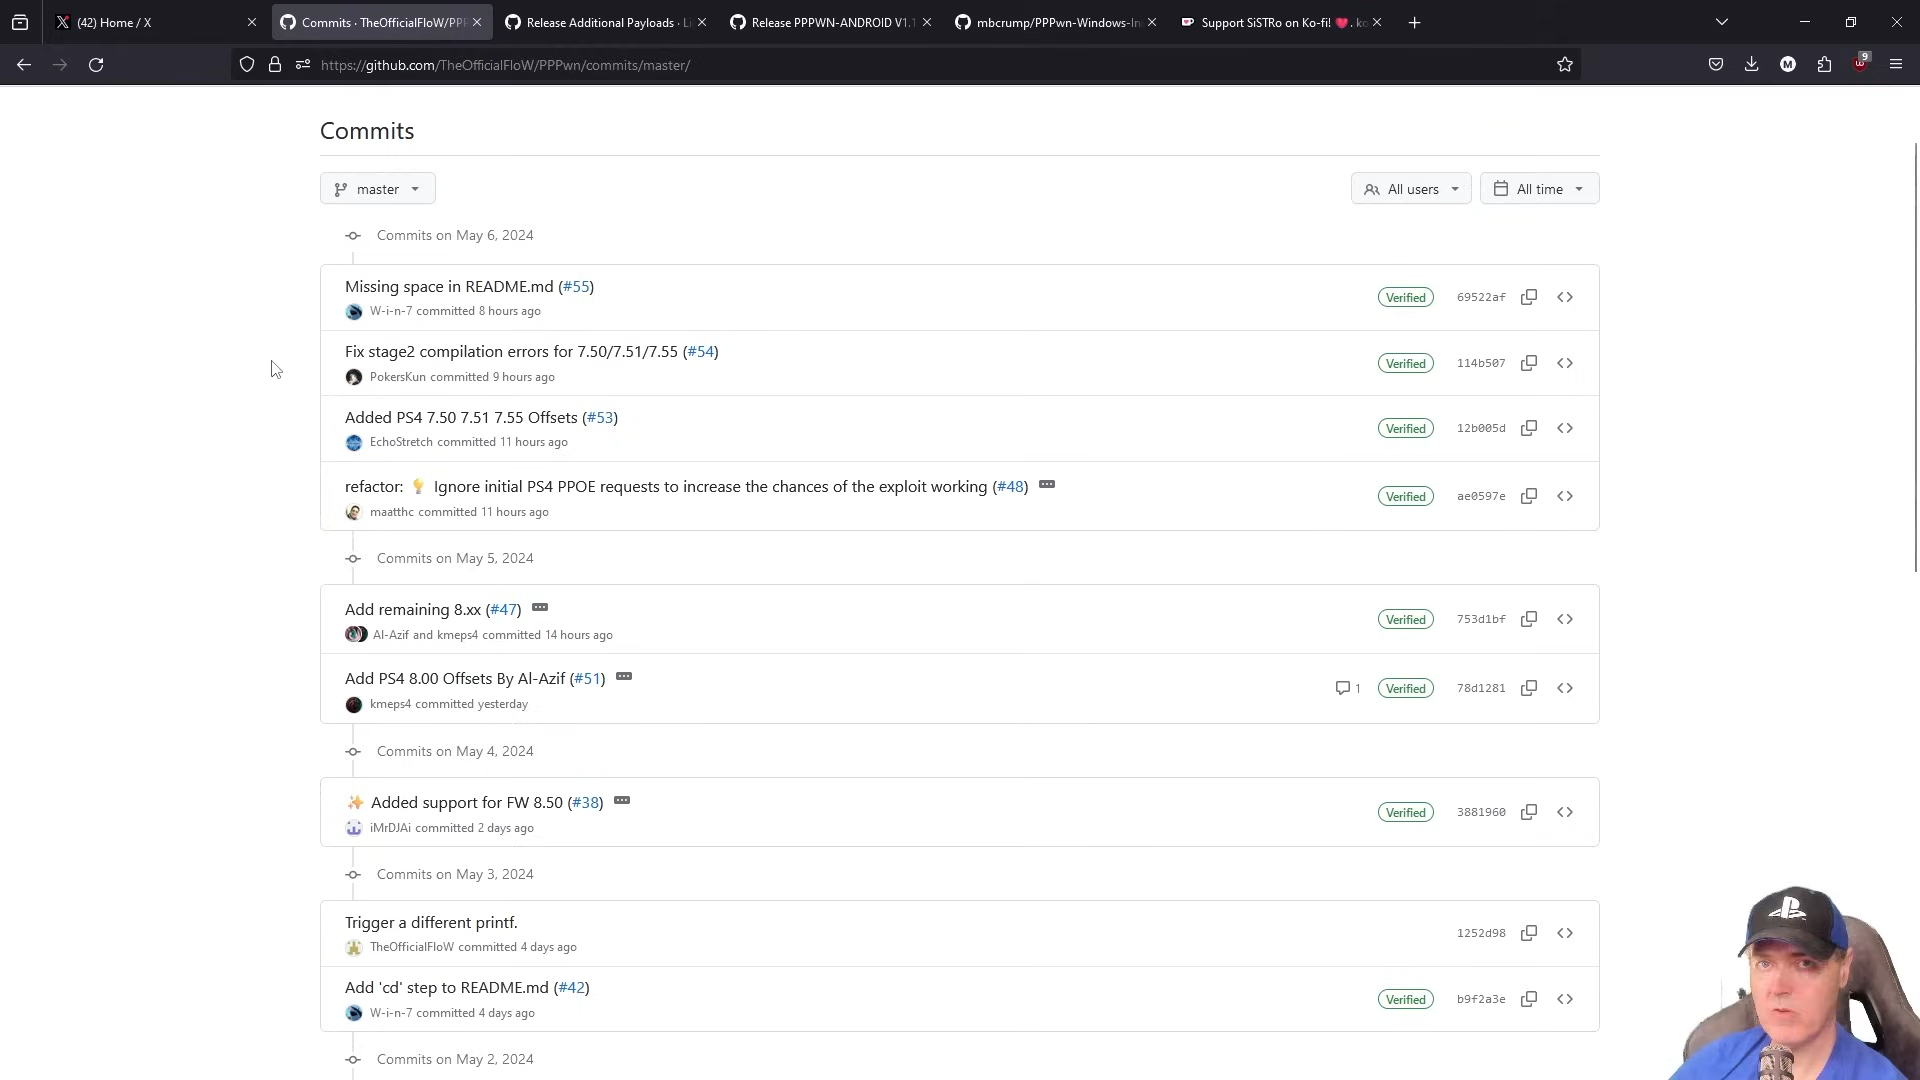 (42) Home / X
Commits · TheOfficialFloW/PPP
Release Additional Payloads · Li
Release PPPWN-ANDROID V1.1
mbcrump/PPPwn-Windows-In
Support SiSTRo on Ko-fi! ❤️. ko
https://github.com/TheOfficialFloW/PPPwn/commits/master/
M
9
Commits
master
All users
All time
Commits on May 6, 2024
Missing space in README.md (#55)
W-i-n-7 committed 8 hours ago
Verified
69522af
Fix stage2 compilation errors for 7.50/7.51/7.55 (#54)
PokersKun committed 9 hours ago
Verified
114b507
Added PS4 7.50 7.51 7.55 Offsets (#53)
EchoStretch committed 11 hours ago
Verified
12b005d
refactor: 💡 Ignore initial PS4 PPOE requests to increase the chances of the exploit working (#48)
maatthc committed 11 hours ago
Verified
ae0597e
Commits on May 5, 2024
Add remaining 8.xx (#47)
Al-Azif and kmeps4 committed 14 hours ago
Verified
753d1bf
Add PS4 8.00 Offsets By Al-Azif (#51)
kmeps4 committed yesterday
1
Verified
78d1281
Commits on May 4, 2024
✨ Added support for FW 8.50 (#38)
iMrDJAi committed 2 days ago
Verified
3881960
Commits on May 3, 2024
Trigger a different printf.
TheOfficialFloW committed 4 days ago
1252d98
Add 'cd' step to README.md (#42)
W-i-n-7 committed 4 days ago
Verified
b9f2a3e
Commits on May 2, 2024